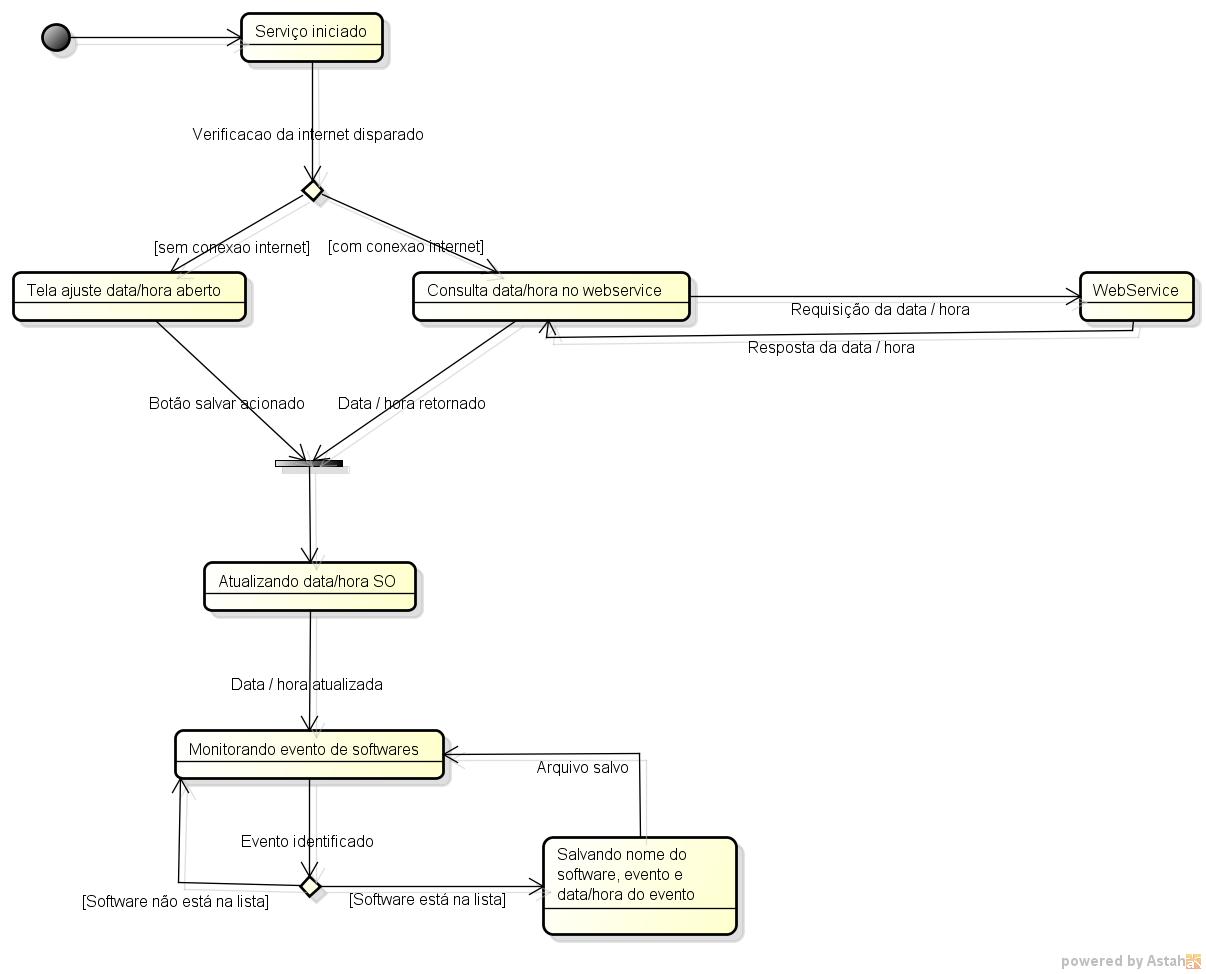 Serviço iniciado
Verificacao da internet disparado
[sem conexao internet]
[com conexao internet]
Tela ajuste data/hora aberto
Consulta data/hora no webservice
WebService
Requisição da data / hora
Resposta da data / hora
Botão salvar acionado
Data / hora retornado
Atualizando data/hora SO
Data / hora atualizada
Monitorando evento de softwares
Arquivo salvo
Evento identificado
Salvando nome do
software, evento e
data/hora do evento
[Software não está na lista]
[Software está na lista]
powered by Astah